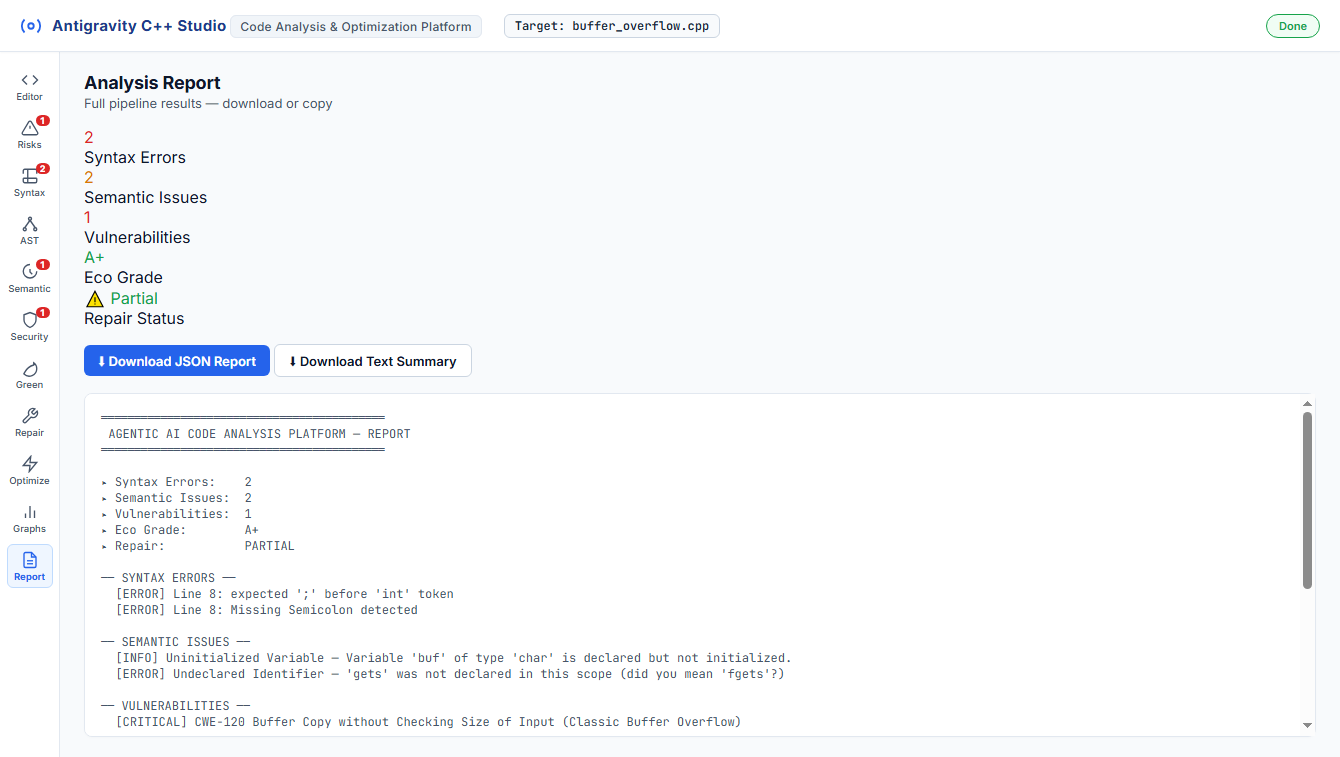 Antigravity C++ Studio Code Analysis & Optimization Platform Target: buffer_overflow.cpp Done
Editor
1
Risks
2
Syntax
AST
1
Semantic
1
Security
Green
Repair
Optimize
Graphs
Report
Analysis Report
Full pipeline results — download or copy
2
Syntax Errors
2
Semantic Issues
1
Vulnerabilities
A+
Eco Grade
⚠️ Partial
Repair Status
⬇ Download JSON Report ⬇ Download Text Summary
═══════════════════════════════════════
AGENTIC AI CODE ANALYSIS PLATFORM — REPORT
═══════════════════════════════════════
▸ Syntax Errors: 2
▸ Semantic Issues: 2
▸ Vulnerabilities: 1
▸ Eco Grade: A+
▸ Repair: PARTIAL
── SYNTAX ERRORS ──
[ERROR] Line 8: expected ';' before 'int' token
[ERROR] Line 8: Missing Semicolon detected
── SEMANTIC ISSUES ──
[INFO] Uninitialized Variable — Variable 'buf' of type 'char' is declared but not initialized.
[ERROR] Undeclared Identifier — 'gets' was not declared in this scope (did you mean 'fgets'?)
── VULNERABILITIES ──
[CRITICAL] CWE-120 Buffer Copy without Checking Size of Input (Classic Buffer Overflow)